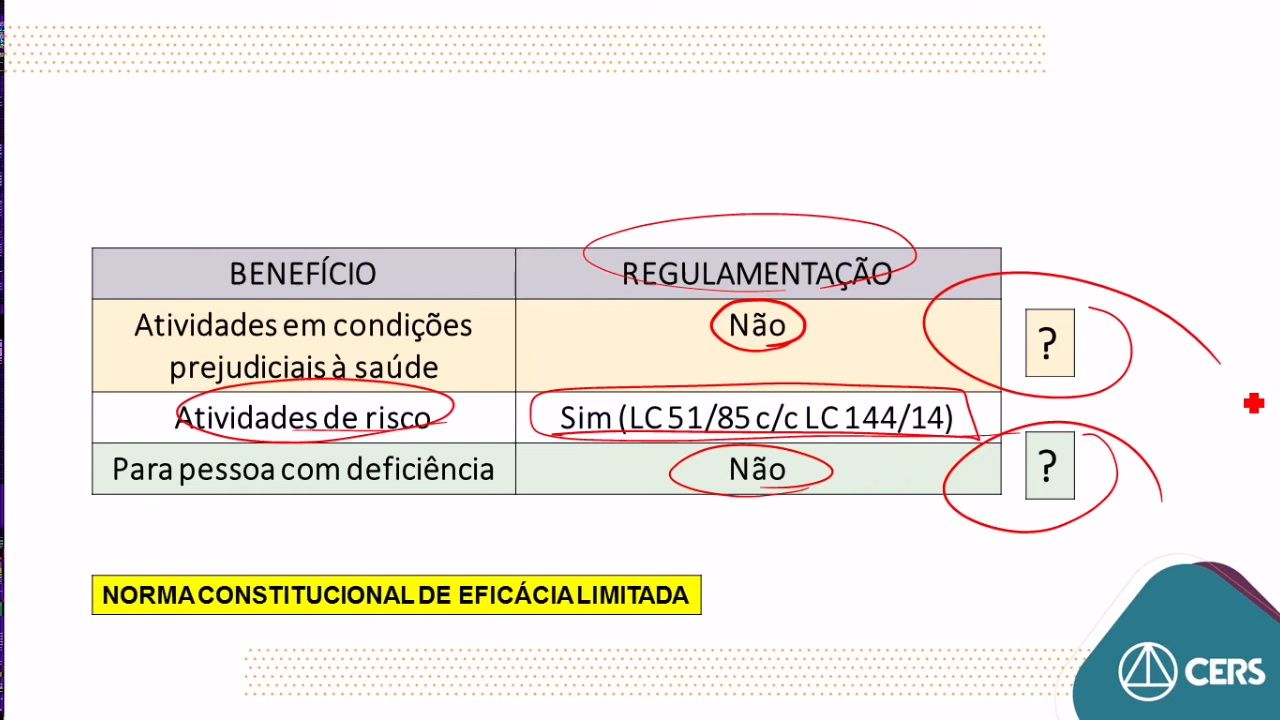 BENEFÍCIO
REGULAMENTAÇÃO
Atividades em condições
prejudiciais à saúde
Não
?
Atividades de risco
Sim (LC 51/85 c/c LC 144/14)
Para pessoa com deficiência
Não
?
NORMA CONSTITUCIONAL DE EFICÁCIA LIMITADA
CERS